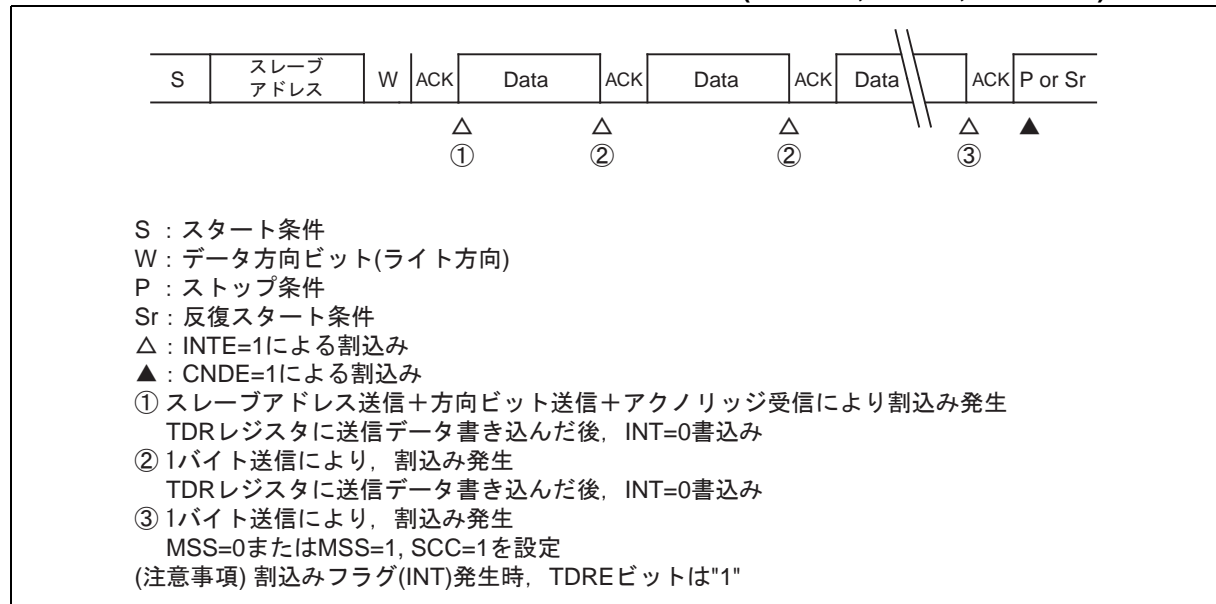 S スレーブ アドレス W ACK Data ACK Data ACK Data ACK P or Sr
△ △ △ △ ▲
① ② ② ③
S :スタート条件
W:データ方向ビット(ライト方向)
P :ストップ条件
Sr:反復スタート条件
△:INTE=1による割込み
▲:CNDE=1による割込み
① スレーブアドレス送信+方向ビット送信+アクノリッジ受信により割込み発生
TDRレジスタに送信データ書き込んだ後,INT=0書込み
② 1バイト送信により,割込み発生
TDRレジスタに送信データ書き込んだ後,INT=0書込み
③ 1バイト送信により,割込み発生
MSS=0またはMSS=1, SCC=1を設定
(注意事項) 割込みフラグ(INT)発生時,TDREビットは"1"